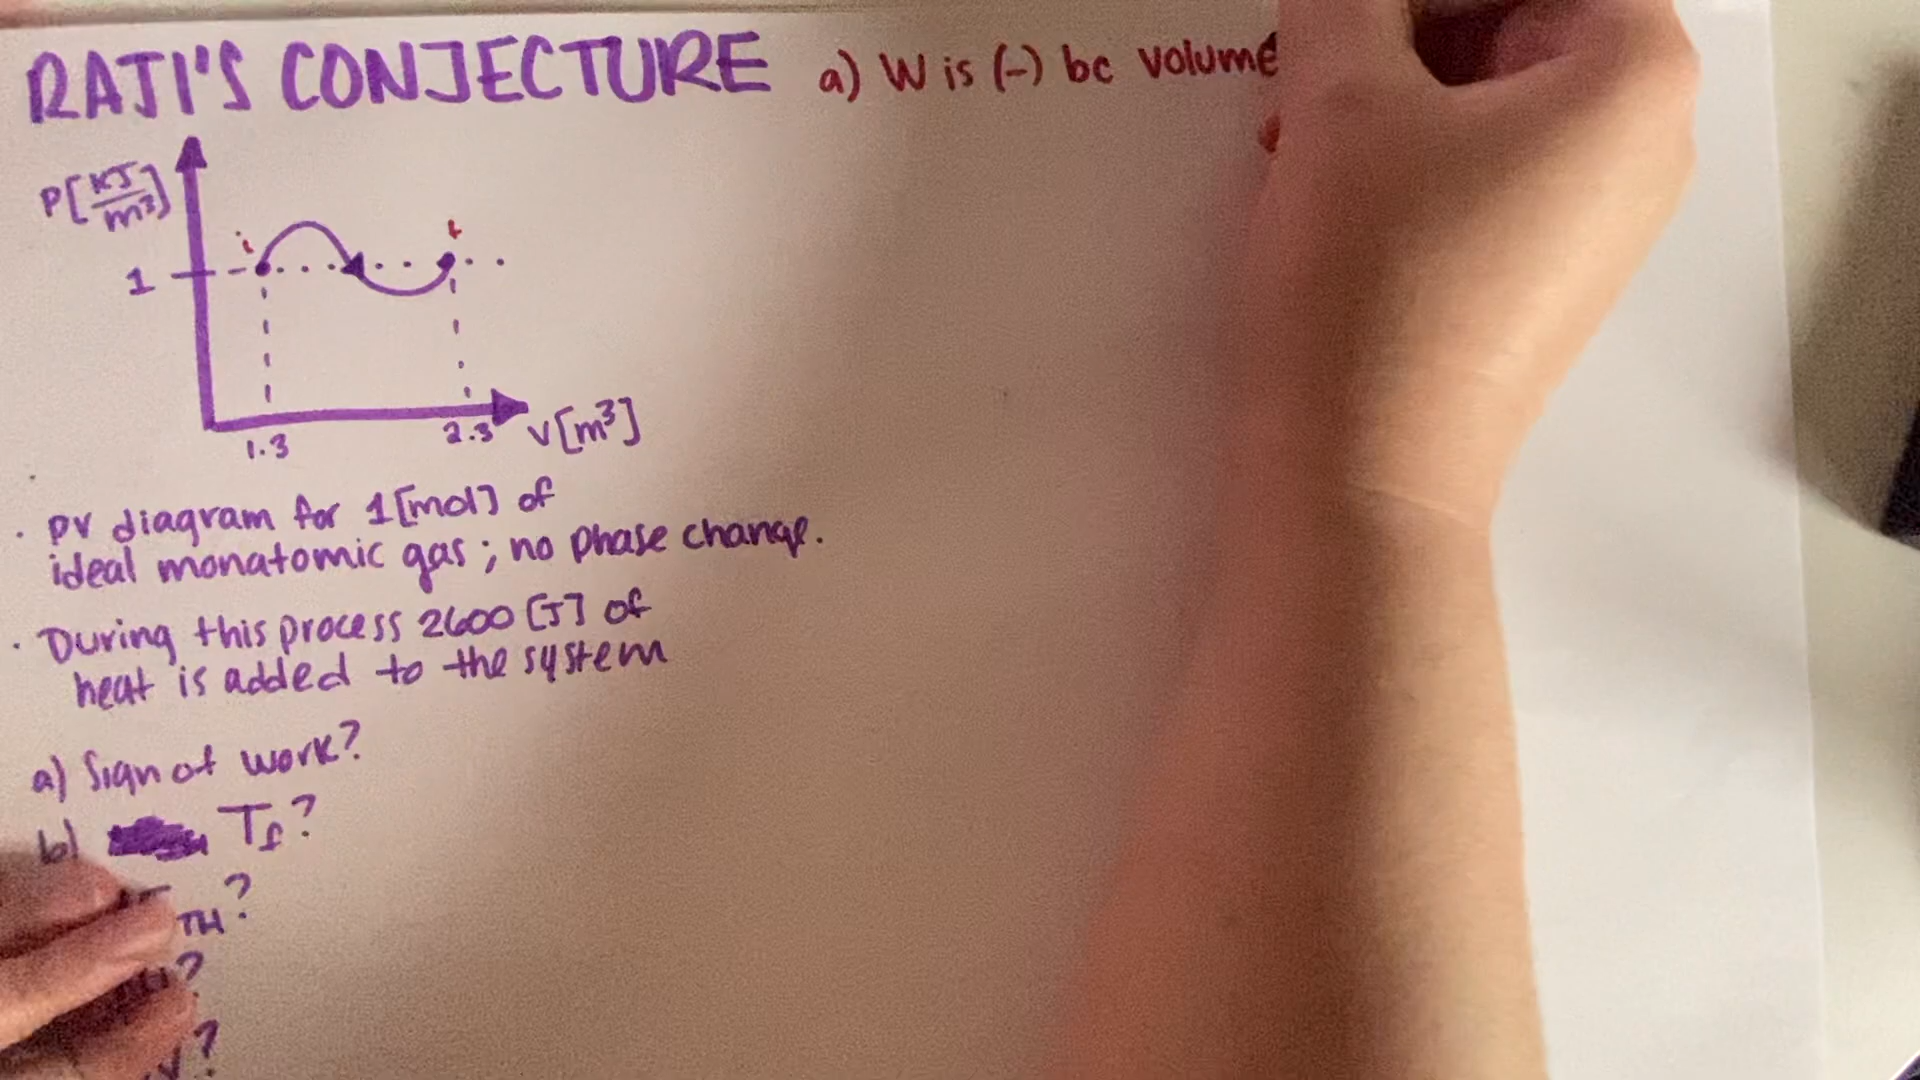 RAJI'S CONJECTURE
a) W is (-) bc volume
P[KJ/m³]
i
f
1
1.3
2.3
V[m³]
• PV diagram for 1[mol] of
ideal monatomic gas; no phase change.
• During this process 2600 [J] of
heat is added to the system
a) Sign of work?
b) Tf?
TH?
?
?